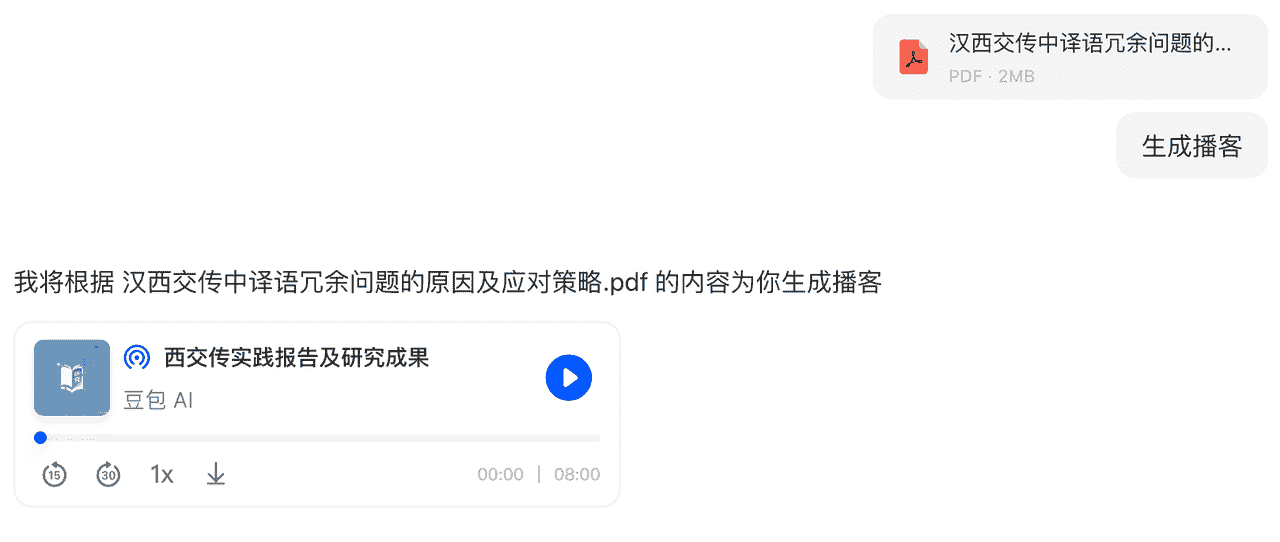 汉西交传中译语冗余问题的...
PDF · 2MB
生成播客
我将根据 汉西交传中译语冗余问题的原因及应对策略.pdf 的内容为你生成播客
西交传实践报告及研究成果
豆包 AI
15 30 1x 00:00 | 08:00